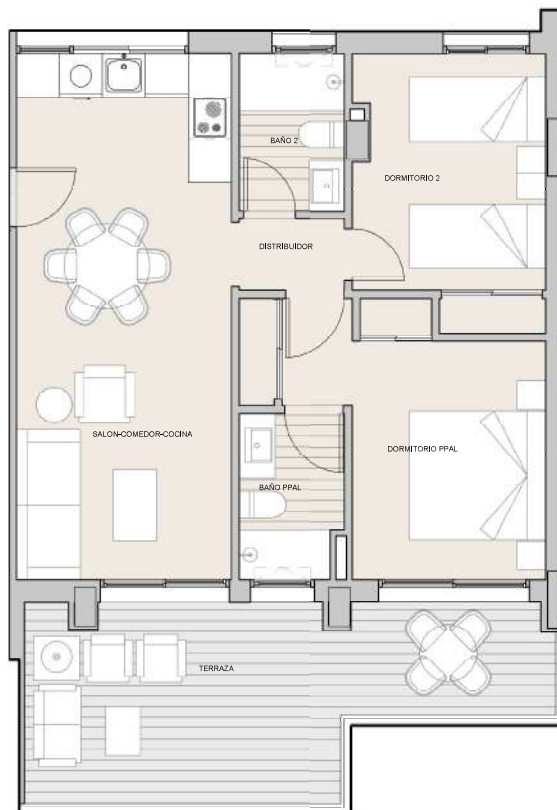 BAÑO 2
DORMITORIO 2
DISTRIBUIDOR
SALON-COMEDOR-COCINA
DORMITORIO PPAL
BAÑO PPAL
TERRAZA